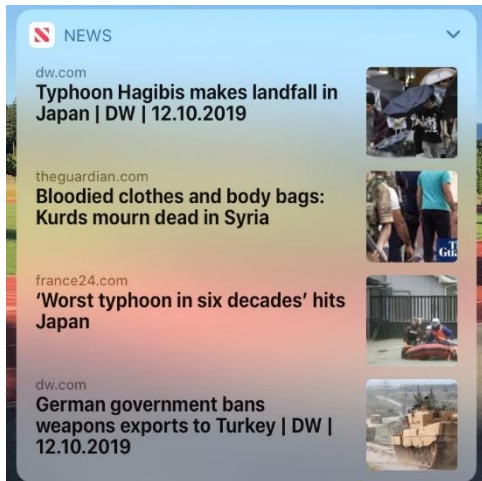 NEWS
dw.com
Typhoon Hagibis makes landfall in
Japan | DW | 12.10.2019
theguardian.com
Bloodied clothes and body bags:
Kurds mourn dead in Syria
france24.com
‘Worst typhoon in six decades’ hits
Japan
dw.com
German government bans
weapons exports to Turkey | DW |
12.10.2019